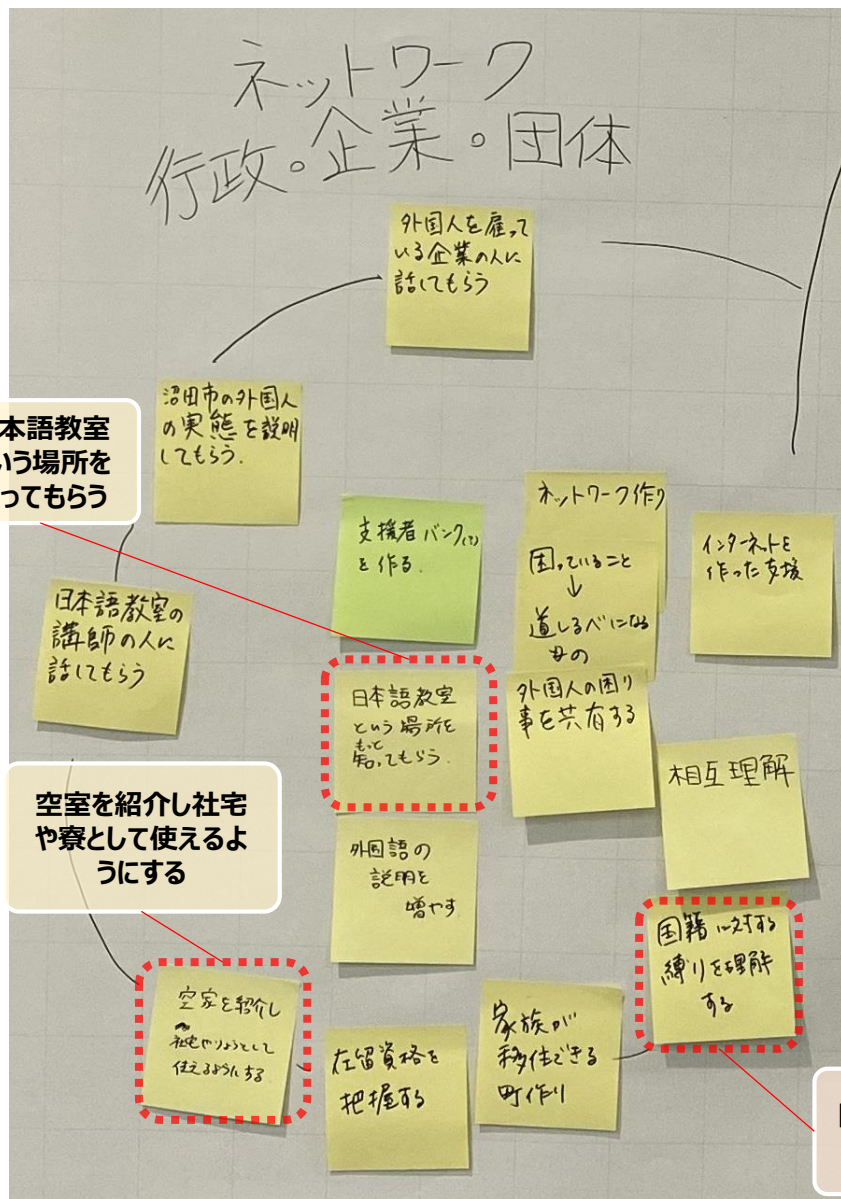 ネットワーク
行政。企業。団体
外国人を雇って
いる企業の人に
話してもらう
沼田市の外国人
の実態を説明
してもらう.
本語教室
いう場所を
ってもらう
支援者バンク(?)
を作る.
ネットワーク作り
困っていること
↓
道しるべになる
もの
インターネットを
作った支援
日本語教室の
講師の人に
話してもらう
日本語教室
という場所を
もっと
知ってもらう.
外国人の困り
事を共有する
相互理解
空室を紹介し社宅
や寮として使えるよ
うにする
外国語の
説明を
増やす
国籍に対する
縛りを理解
する
空家を紹介し
社宅やりょうとして
使えるようにする
在留資格を
把握する
家族が
移住できる
町作り